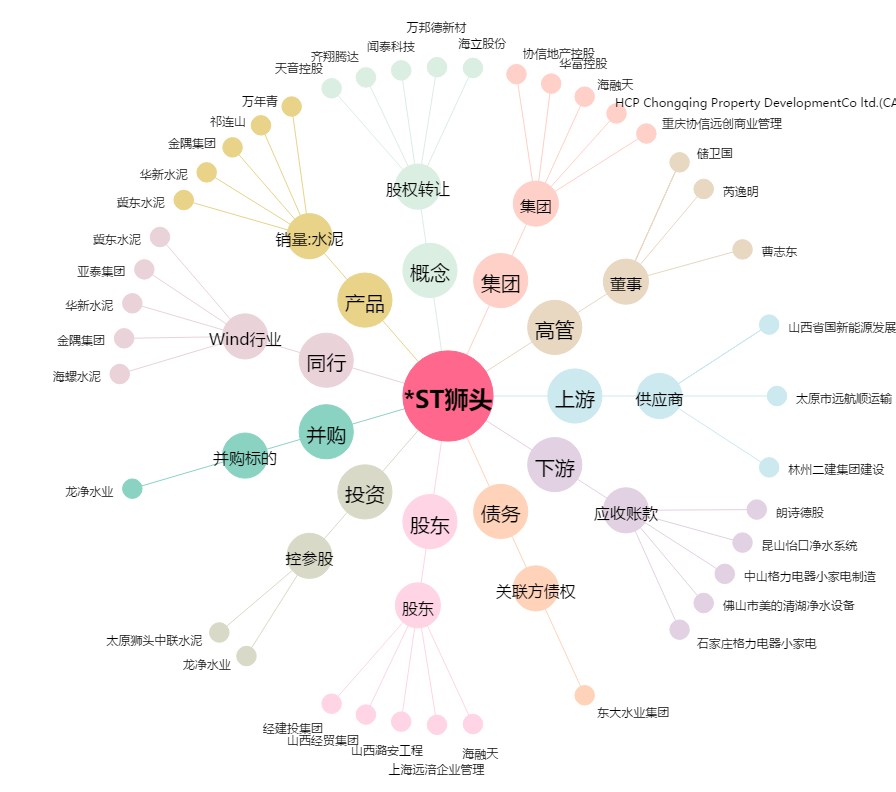 万邦德新材
闻泰科技
海立股份
齐翔腾达
天音控股
协信地产控股
华富控股
海融天
HCP Chongqing Property DevelopmentCo ltd.(CA
重庆协信远创商业管理
万年青
祁连山
金隅集团
华新水泥
冀东水泥
储卫国
芮逸明
曹志东
股权转让
集团
销量:水泥
概念
集团
董事
产品
高管
冀东水泥
亚泰集团
华新水泥
金隅集团
海螺水泥
Wind行业
同行
山西省国新能源发展
太原市远航顺运输
林州二建集团建设
*ST狮头
上游
供应商
并购
并购标的
龙净水业
下游
应收账款
朗诗德股
昆山怡口净水系统
中山格力电器小家电制造
佛山市美的清湖净水设备
石家庄格力电器小家电
投资
控参股
太原狮头中联水泥
龙净水业
股东
股东
债务
关联方债权
东大水业集团
经建投集团
山西经贸集团
山西潞安工程
上海远涪企业管理
海融天